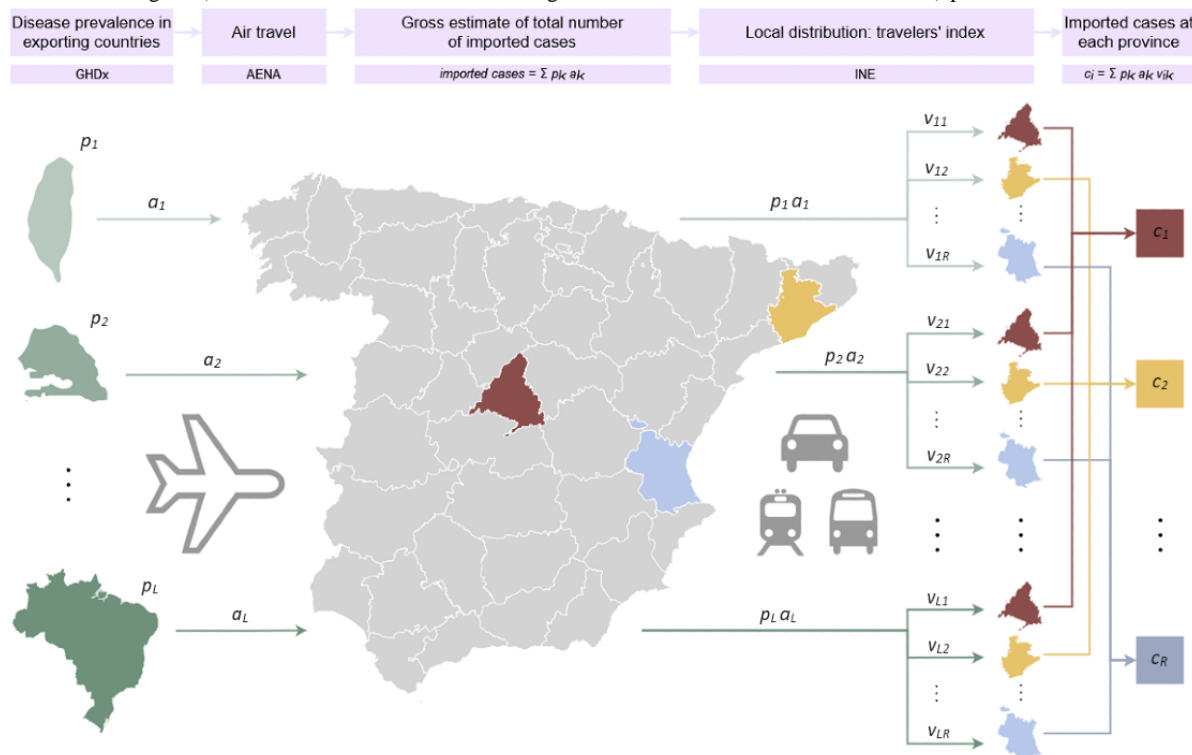 Disease prevalence in
exporting countries
Air travel
Gross estimate of total number
of imported cases
Local distribution: travelers' index
Imported cases at
each province
GHDx
AENA
imported cases = Σ pk ak
INE
ci = Σ pk ak vik
p1
a1
p1 a1
v11
v12
⋮
v1R
⋮
c1
p2
a2
p2 a2
v21
v22
⋮
v2R
⋮
c2
⋮
⋮
⋮
⋮
pL
aL
pL aL
vL1
vL2
⋮
vLR
⋮
cR